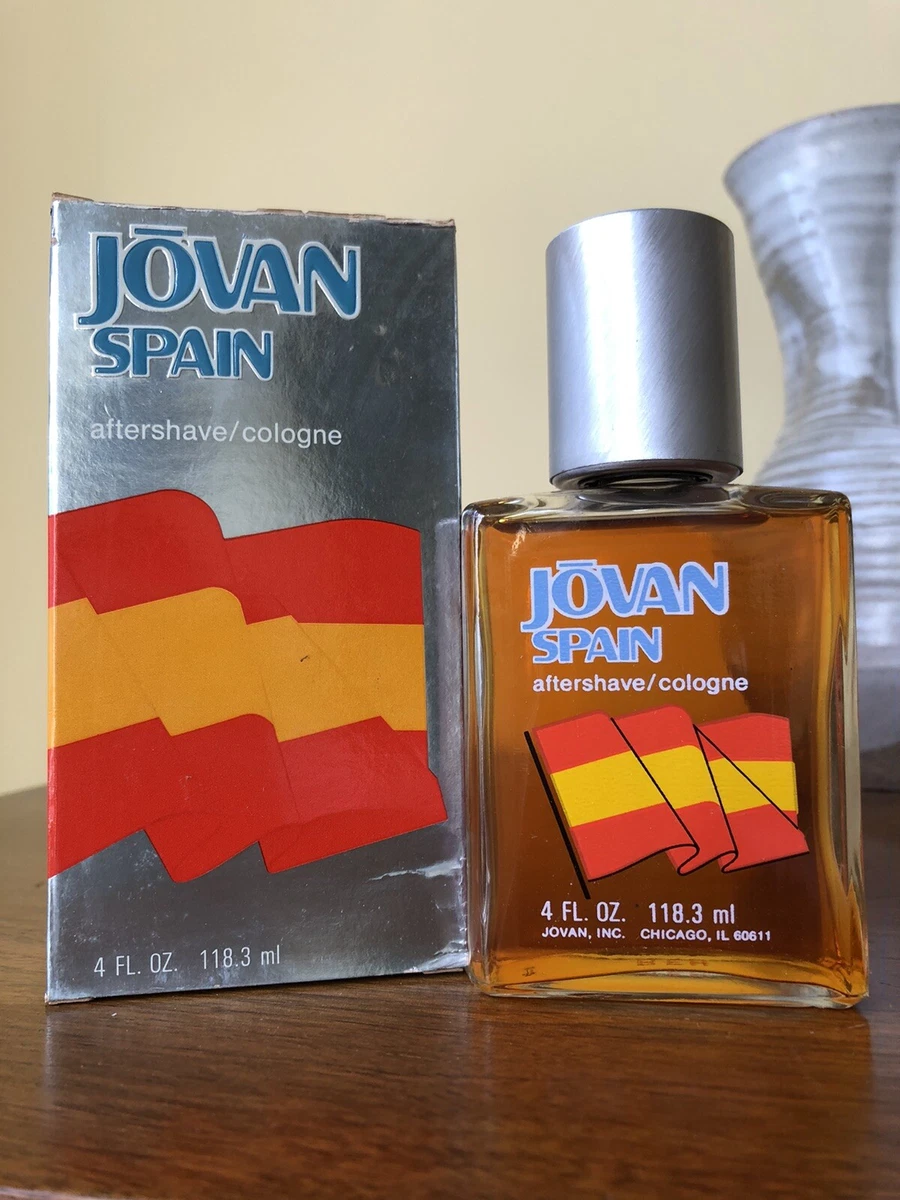 JŌVAN
SPAIN
aftershave/cologne
4 FL. OZ. 118.3 ml
JŌVAN
SPAIN
aftershave/cologne
4 FL. OZ. 118.3 ml
JOVAN, INC. CHICAGO, IL 60611